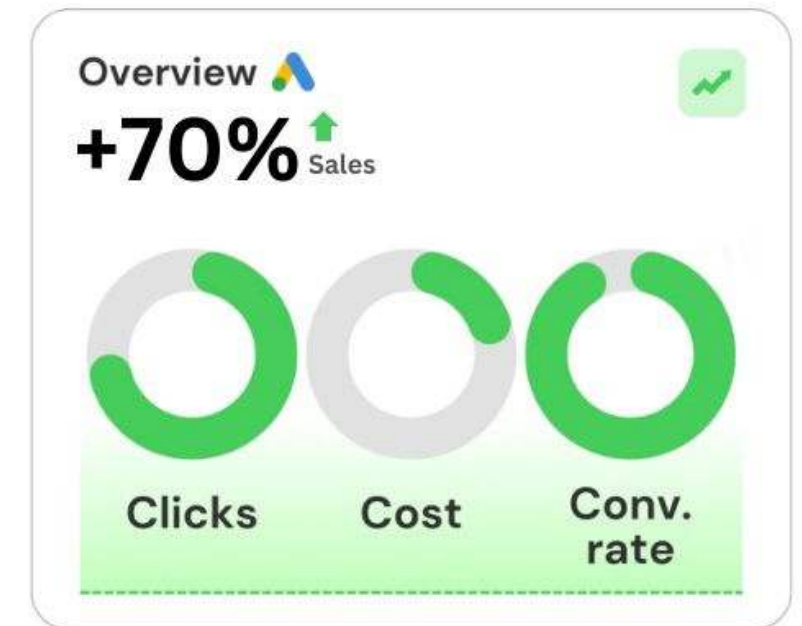 Overview
+70%
Sales
Clicks
Cost
Conv.
rate